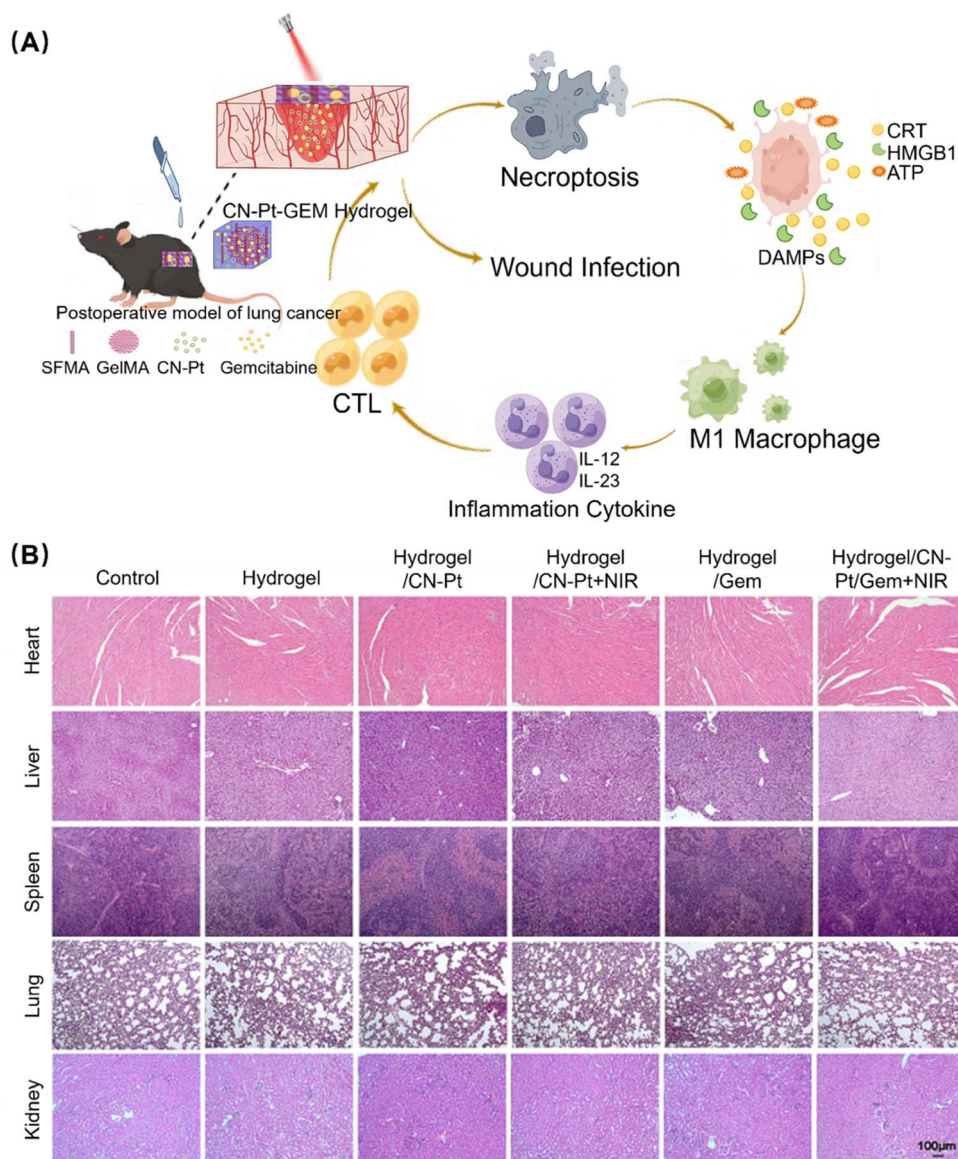 (A)
CRT
HMGB1
ATP
Necroptosis
CN-Pt-GEM Hydrogel
DAMPs
Wound Infection
Postoperative model of lung cancer
SFMA GelMA CN-Pt Gemcitabine
CTL
M1 Macrophage
IL-12
IL-23
Inflammation Cytokine
(B)
Control
Hydrogel
Hydrogel
/CN-Pt
Hydrogel
/CN-Pt+NIR
Hydrogel
/Gem
Hydrogel/CN-
Pt/Gem+NIR
Heart
Liver
Spleen
Lung
Kidney
100μm